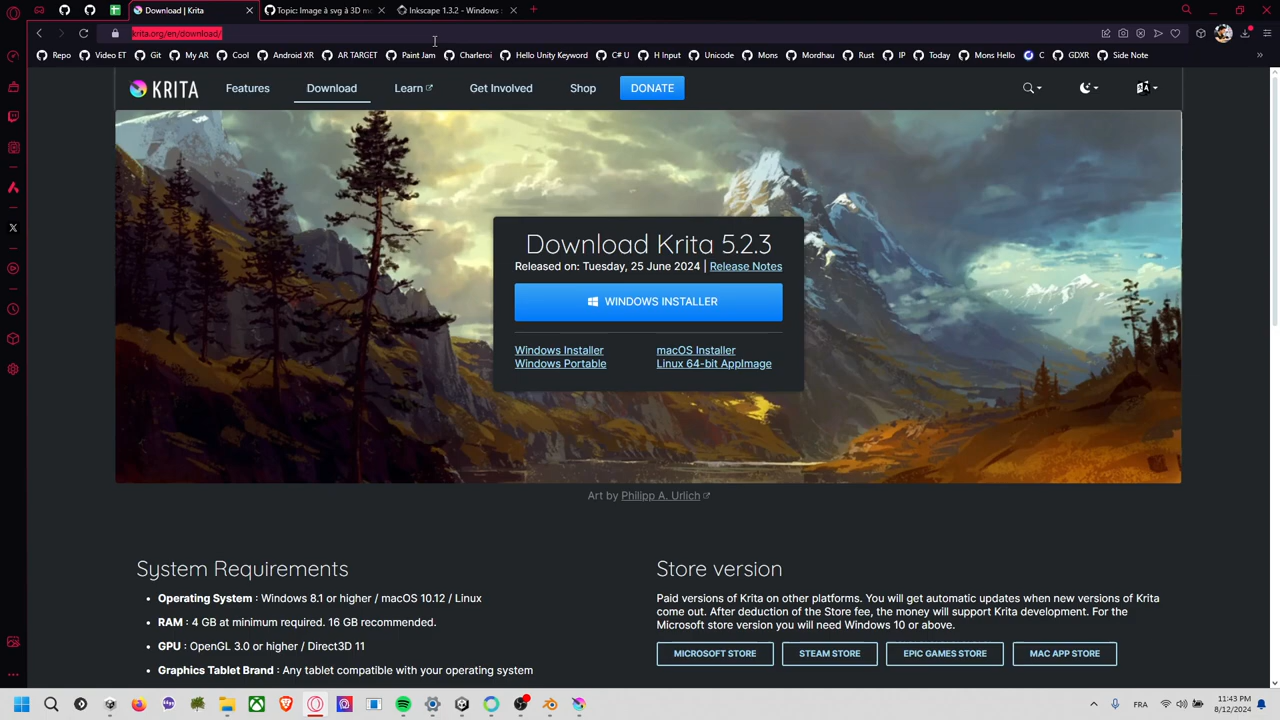 Download | Krita
Topic: Image à svg à 3D m
Inkscape 1.3.2 - Windows :
krita.org/en/download/
Repo
Video ET
Git
My AR
Cool
Android XR
AR TARGET
Paint Jam
Charleroi
C# U
H Input
Unicode
Mons
Mordhau
Rust
IP
Today
Mons Hello
C
GDXR
Side Note
KRITA
Features
Download
Learn
Get Involved
Shop
DONATE
Download Krita 5.2.3
Released on: Tuesday, 25 June 2024 | Release Notes
WINDOWS INSTALLER
Windows Installer
macOS Installer
Windows Portable
Linux 64-bit AppImage
Art by Philipp A. Urlich
System Requirements
Operating System : Windows 8.1 or higher / macOS 10.12 / Linux
RAM : 4 GB at minimum required. 16 GB recommended.
GPU : OpenGL 3.0 or higher / Direct3D 11
Graphics Tablet Brand : Any tablet compatible with your operating system
Store version
Paid versions of Krita on other platforms. You will get automatic updates when new versions of Krita
come out. After deduction of the Store fee, the money will support Krita development. For the
Microsoft store version you will need Windows 10 or above.
MICROSOFT STORE
STEAM STORE
EPIC GAMES STORE
MAC APP STORE
FRA
11:43 PM
8/12/2024